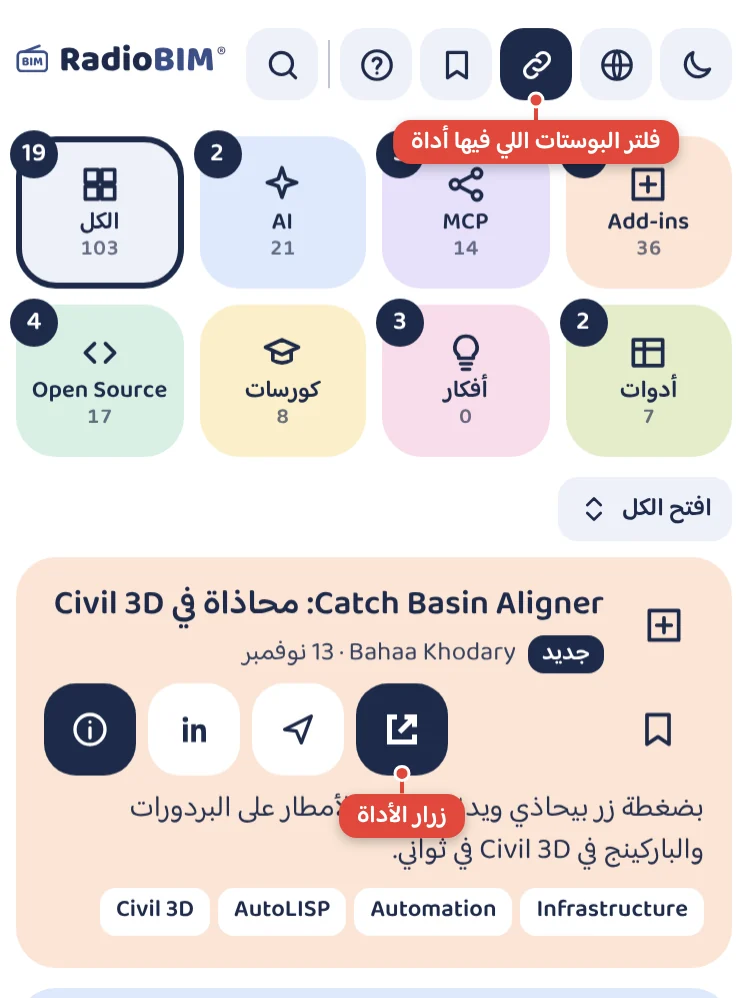 BIM RadioBIM®
فلتر البوستات اللي فيها أداة
19
الكل
103
2
AI
21
MCP
14
Add-ins
36
4
Open Source
17
كورسات
8
3
أفكار
0
2
أدوات
7
افتح الكل
Catch Basin Aligner: محاذاة في Civil 3D
جديد Bahaa Khodary · 13 نوفمبر
in
زرار الأداة
بضغطة زر بيحاذي الأمطار على البردورات
والباركينج في Civil 3D في ثواني.
Infrastructure
Automation
AutoLISP
Civil 3D